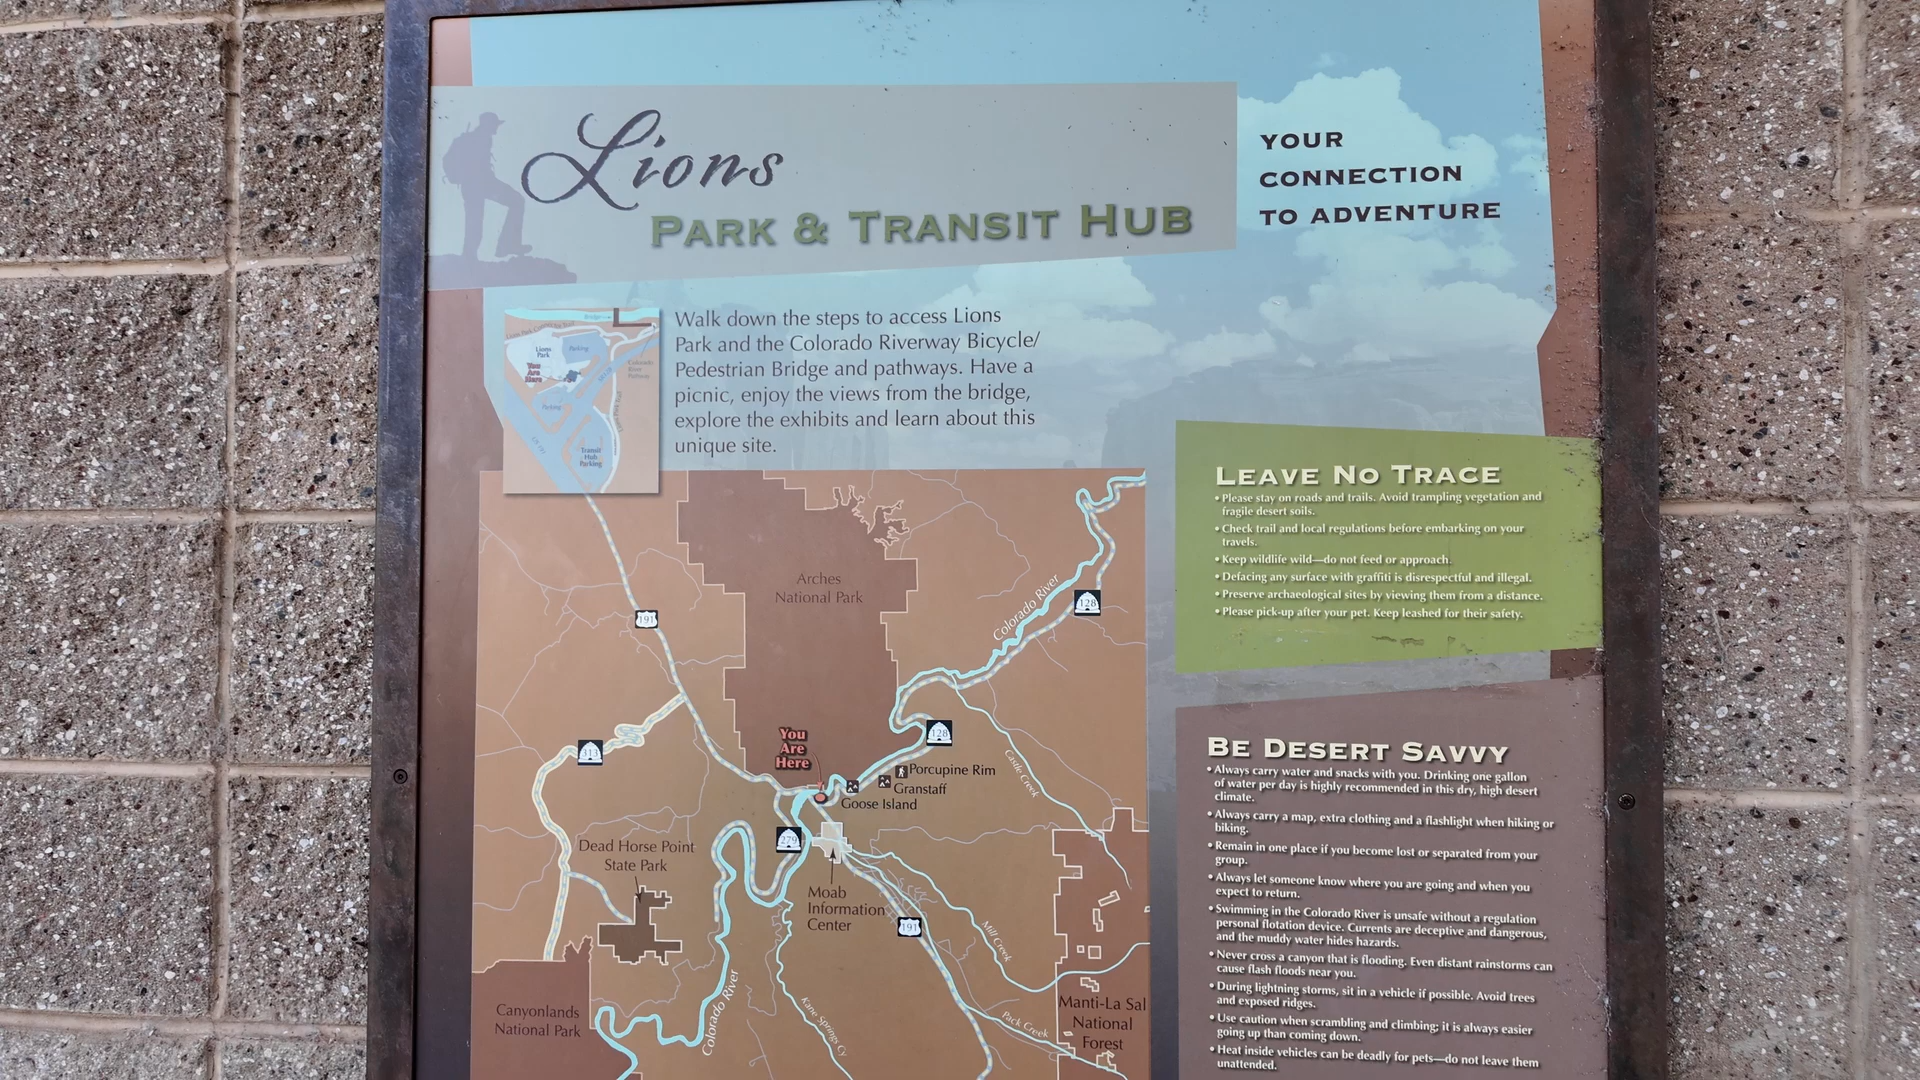 Lions
PARK & TRANSIT HUB
YOUR
CONNECTION
TO ADVENTURE
Walk down the steps to access Lions
Park and the Colorado Riverway Bicycle/
Pedestrian Bridge and pathways. Have a
picnic, enjoy the views from the bridge,
explore the exhibits and learn about this
unique site.
Bridge
Lions
Park
Parking
You
Are
Here
Colorado
River
Pathway
Parking
Transit
Hub
Parking
Arches
National Park
191
Colorado River
128
313
You
Are
Here
128
Porcupine Rim
Granstaff
Goose Island
Castle Creek
279
Dead Horse Point
State Park
Moab
Information
Center
191
Mill Creek
Colorado River
Kane Springs Cy
Pack Creek
Canyonlands
National Park
Manti-La Sal
National
Forest
LEAVE NO TRACE
• Please stay on roads and trails. Avoid trampling vegetation and
fragile desert soils.
• Check trail and local regulations before embarking on your
travels.
• Keep wildlife wild—do not feed or approach.
• Defacing any surface with graffiti is disrespectful and illegal.
• Preserve archaeological sites by viewing them from a distance.
• Please pick-up after your pet. Keep leashed for their safety.
BE DESERT SAVVY
• Always carry water and snacks with you. Drinking one gallon
of water per day is highly recommended in this dry, high desert
climate.
• Always carry a map, extra clothing and a flashlight when hiking or
biking.
• Remain in one place if you become lost or separated from your
group.
• Always let someone know where you are going and when you
expect to return.
• Swimming in the Colorado River is unsafe without a regulation
personal flotation device. Currents are deceptive and dangerous,
and the muddy water hides hazards.
• Never cross a canyon that is flooding. Even distant rainstorms can
cause flash floods near you.
• During lightning storms, sit in a vehicle if possible. Avoid trees
and exposed ridges.
• Use caution when scrambling and climbing; it is always easier
going up than coming down.
• Heat inside vehicles can be deadly for pets—do not leave them
unattended.